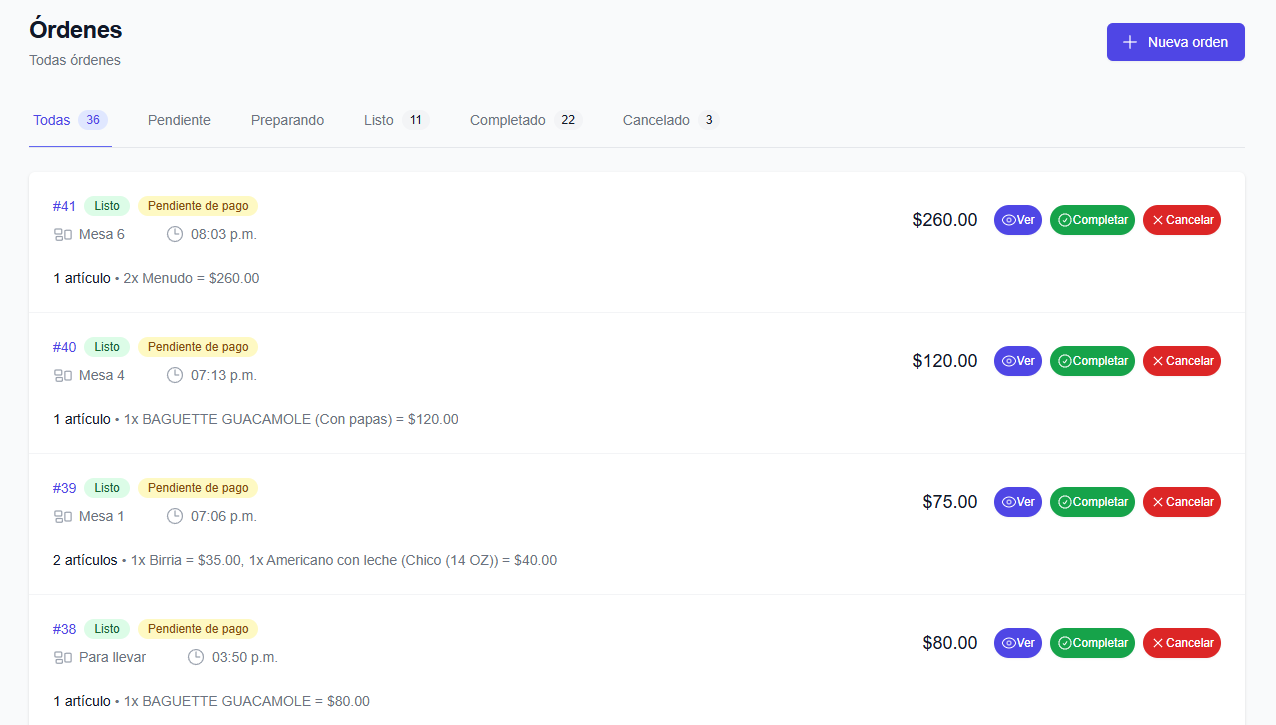 Órdenes
Todas órdenes
Nueva orden
Todas 36 Pendiente Preparando Listo 11 Completado 22 Cancelado 3
#41 Listo Pendiente de pago
Mesa 6 08:03 p.m.
$260.00 Ver Completar Cancelar
1 artículo • 2x Menudo = $260.00
#40 Listo Pendiente de pago
Mesa 4 07:13 p.m.
$120.00 Ver Completar Cancelar
1 artículo • 1x BAGUETTE GUACAMOLE (Con papas) = $120.00
#39 Listo Pendiente de pago
Mesa 1 07:06 p.m.
$75.00 Ver Completar Cancelar
2 artículos • 1x Birria = $35.00, 1x Americano con leche (Chico (14 OZ)) = $40.00
#38 Listo Pendiente de pago
Para llevar 03:50 p.m.
$80.00 Ver Completar Cancelar
1 artículo • 1x BAGUETTE GUACAMOLE = $80.00